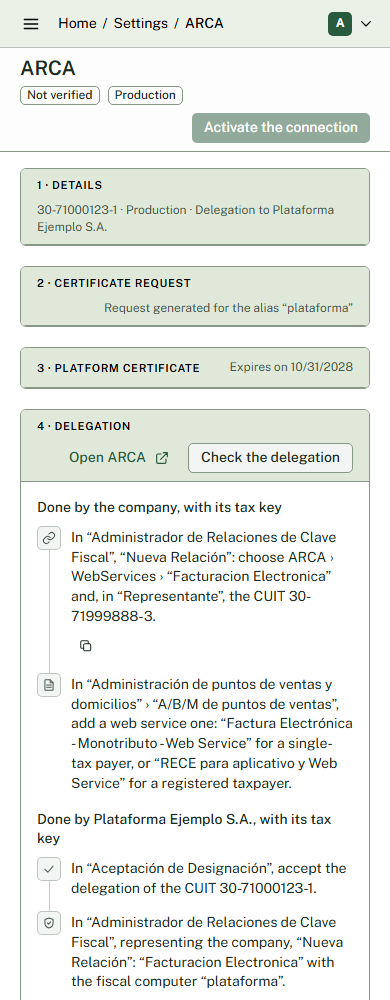 Home / Settings / ARCA
A
ARCA
Not verified
Production
Activate the connection
1 · DETAILS
30-71000123-1 · Production · Delegation to Plataforma
Ejemplo S.A.
2 · CERTIFICATE REQUEST
Request generated for the alias “plataforma”
3 · PLATFORM CERTIFICATE
Expires on 10/31/2028
4 · DELEGATION
Open ARCA
Check the delegation
Done by the company, with its tax key
In “Administrador de Relaciones de Clave
Fiscal”, “Nueva Relación”: choose ARCA ›
WebServices › “Facturacion Electronica”
and, in “Representante”, the CUIT 30-
71999888-3.
In “Administración de puntos de ventas y
domicilios” › “A/B/M de puntos de ventas”,
add a web service one: “Factura Electrónica
- Monotributo - Web Service” for a single-
tax payer, or “RECE para aplicativo y Web
Service” for a registered taxpayer.
Done by Plataforma Ejemplo S.A., with its tax
key
In “Aceptación de Designación”, accept the
delegation of the CUIT 30-71000123-1.
In “Administrador de Relaciones de Clave
Fiscal”, representing the company, “Nueva
Relación”: “Facturacion Electronica” with
the fiscal computer “plataforma”.